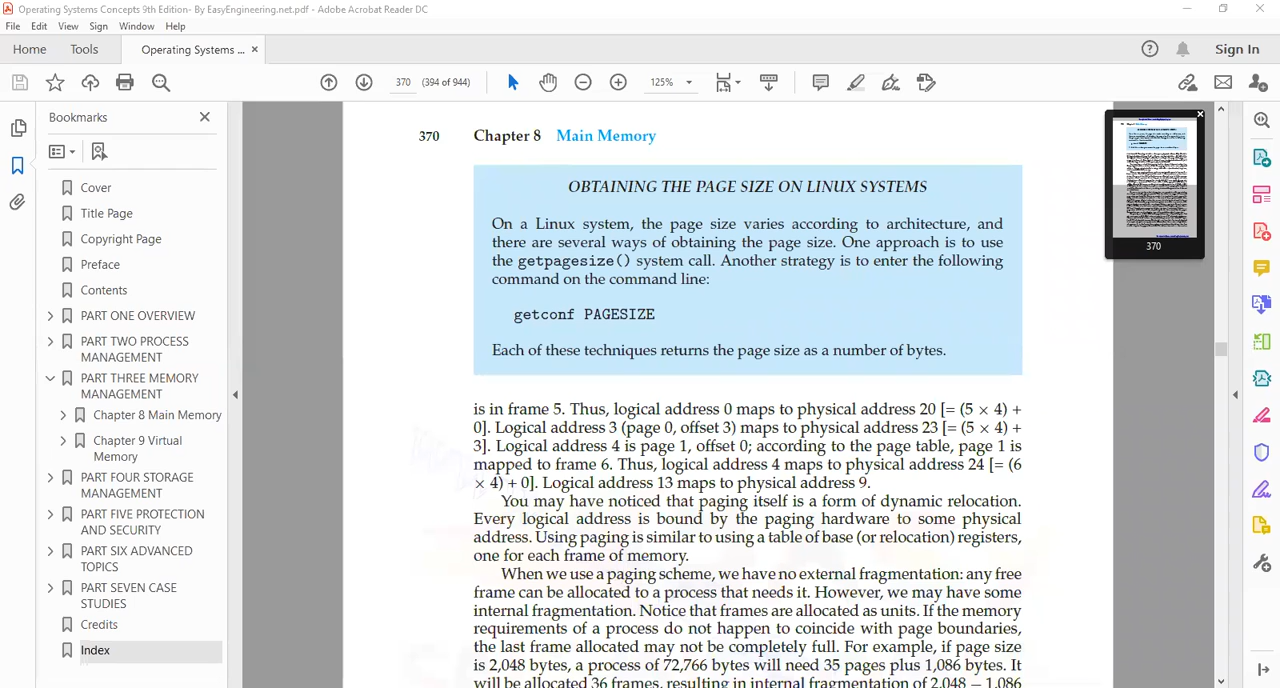 Operating Systems Concepts 9th Edition- By EasyEngineering.net.pdf - Adobe Acrobat Reader DC
File Edit View Sign Window Help
Home Tools Operating Systems ... × Sign In
370 (394 of 944) 125%
Bookmarks
Cover
Title Page
Copyright Page
Preface
Contents
PART ONE OVERVIEW
PART TWO PROCESS
MANAGEMENT
PART THREE MEMORY
MANAGEMENT
Chapter 8 Main Memory
Chapter 9 Virtual
Memory
PART FOUR STORAGE
MANAGEMENT
PART FIVE PROTECTION
AND SECURITY
PART SIX ADVANCED
TOPICS
PART SEVEN CASE
STUDIES
Credits
Index
370 Chapter 8 Main Memory
OBTAINING THE PAGE SIZE ON LINUX SYSTEMS
On a Linux system, the page size varies according to architecture, and
there are several ways of obtaining the page size. One approach is to use
the getpagesize() system call. Another strategy is to enter the following
command on the command line:
getconf PAGESIZE
Each of these techniques returns the page size as a number of bytes.
is in frame 5. Thus, logical address 0 maps to physical address 20 [= (5 × 4) +
0]. Logical address 3 (page 0, offset 3) maps to physical address 23 [= (5 × 4) +
3]. Logical address 4 is page 1, offset 0; according to the page table, page 1 is
mapped to frame 6. Thus, logical address 4 maps to physical address 24 [= (6
× 4) + 0]. Logical address 13 maps to physical address 9.
You may have noticed that paging itself is a form of dynamic relocation.
Every logical address is bound by the paging hardware to some physical
address. Using paging is similar to using a table of base (or relocation) registers,
one for each frame of memory.
When we use a paging scheme, we have no external fragmentation: any free
frame can be allocated to a process that needs it. However, we may have some
internal fragmentation. Notice that frames are allocated as units. If the memory
requirements of a process do not happen to coincide with page boundaries,
the last frame allocated may not be completely full. For example, if page size
is 2,048 bytes, a process of 72,766 bytes will need 35 pages plus 1,086 bytes. It
will be allocated 36 frames, resulting in internal fragmentation of 2,048 − 1,086
370